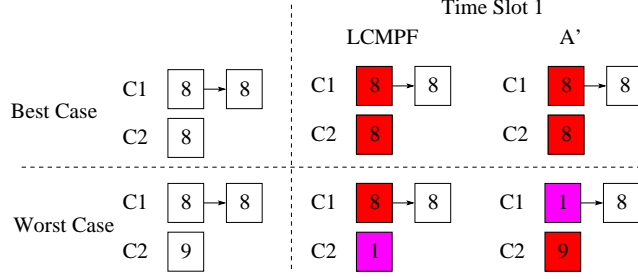 Time Slot 1
LCMPF A'
C1 8 8 C1 8 8 C1 8 8
Best Case
C2 8 C2 8 C2 8
C1 8 8 C1 8 8 C1 1 8
Worst Case
C2 9 C2 1 C2 9